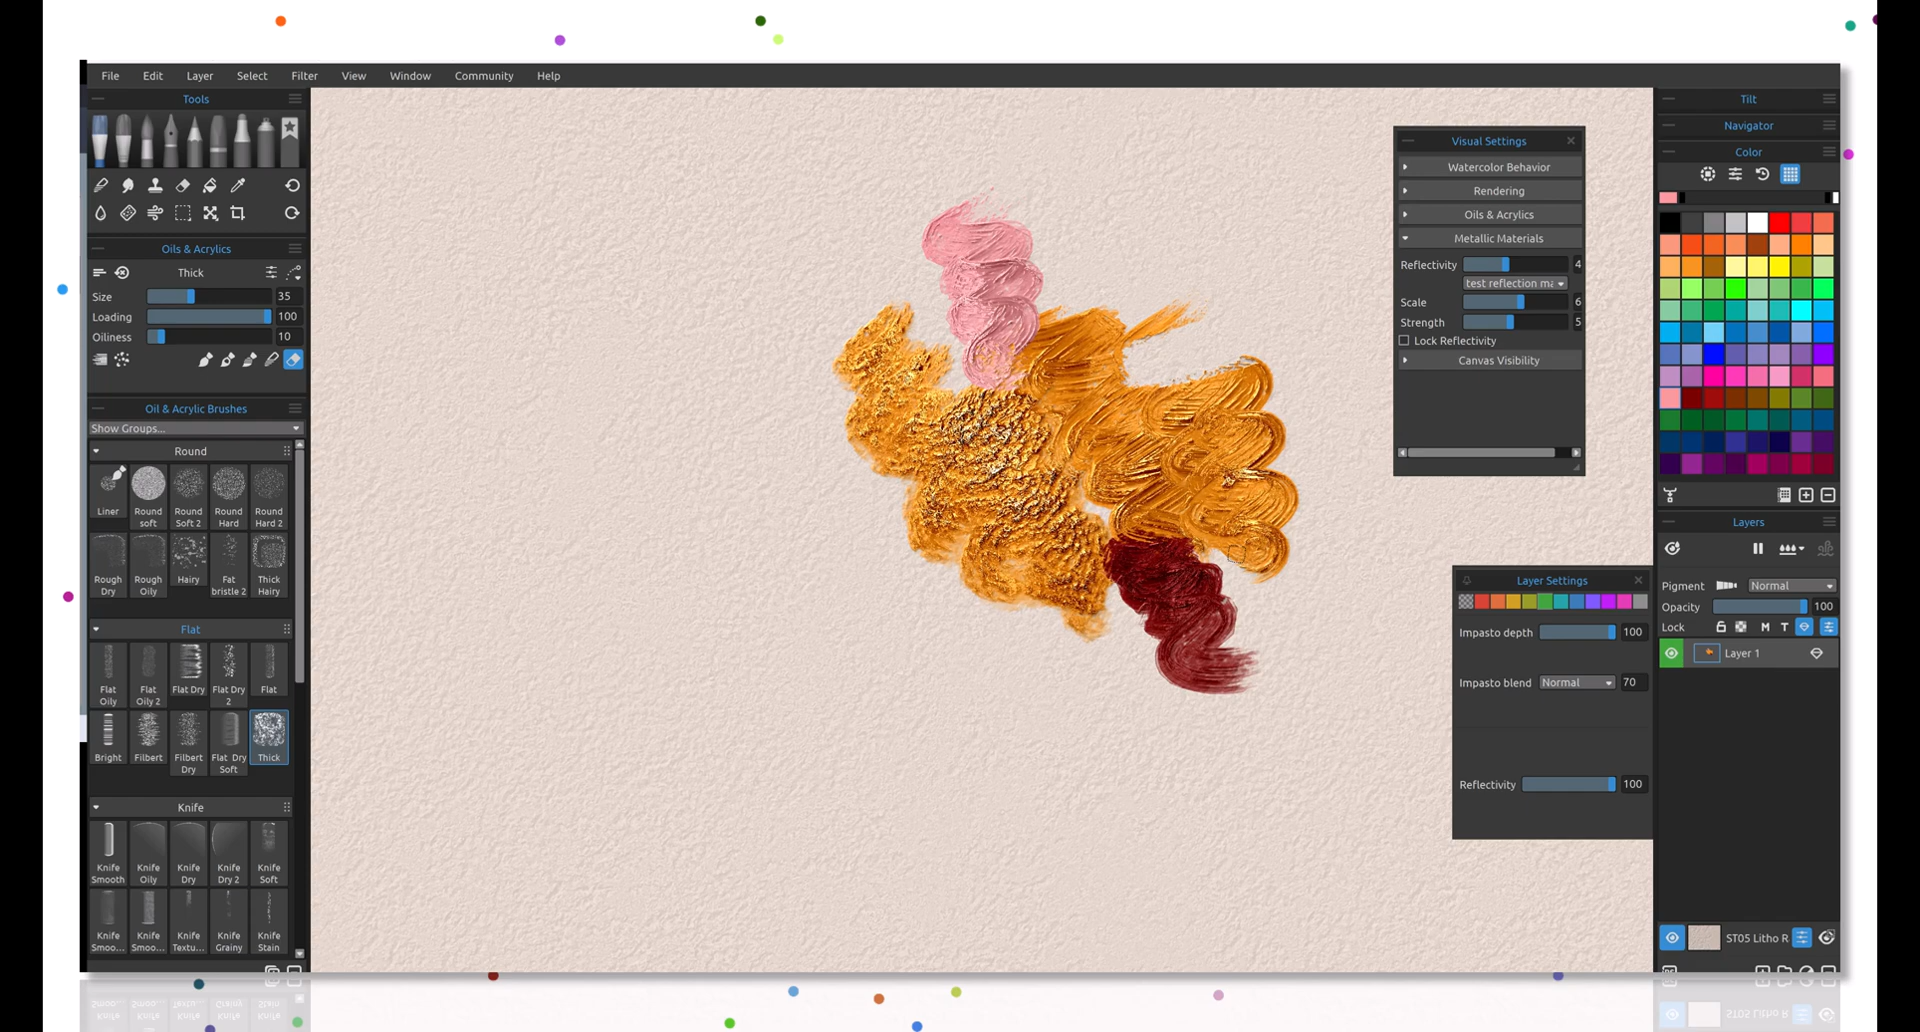 File Edit Layer Select Filter View Window Community Help
Tools
Oils & Acrylics
Thick
Size 35
Loading 100
Oiliness 10
Oil & Acrylic Brushes
Show Groups...
Round
Liner
Round soft
Round Soft 2
Round Hard
Round Hard 2
Rough Dry
Rough Oily
Hairy
Fat bristle 2
Thick Hairy
Flat
Flat Oily
Flat Oily 2
Flat Dry
Flat Dry 2
Flat
Bright
Filbert
Filbert Dry
Flat Dry Soft
Thick
Knife
Knife Smooth
Knife Oily
Knife Dry
Knife Dry 2
Knife Soft
Knife Smoo...
Knife Smoo...
Knife Textu...
Knife Grainy
Knife Stain
Visual Settings
Watercolor Behavior
Rendering
Oils & Acrylics
Metallic Materials
Reflectivity 4
test reflection ma
Scale 6
Strength 5
Lock Reflectivity
Canvas Visibility
Layer Settings
Impasto depth 100
Impasto blend Normal 70
Reflectivity 100
Tilt
Navigator
Color
Layers
Pigment Normal
Opacity 100
Lock M T
Layer 1
ST05 Litho R